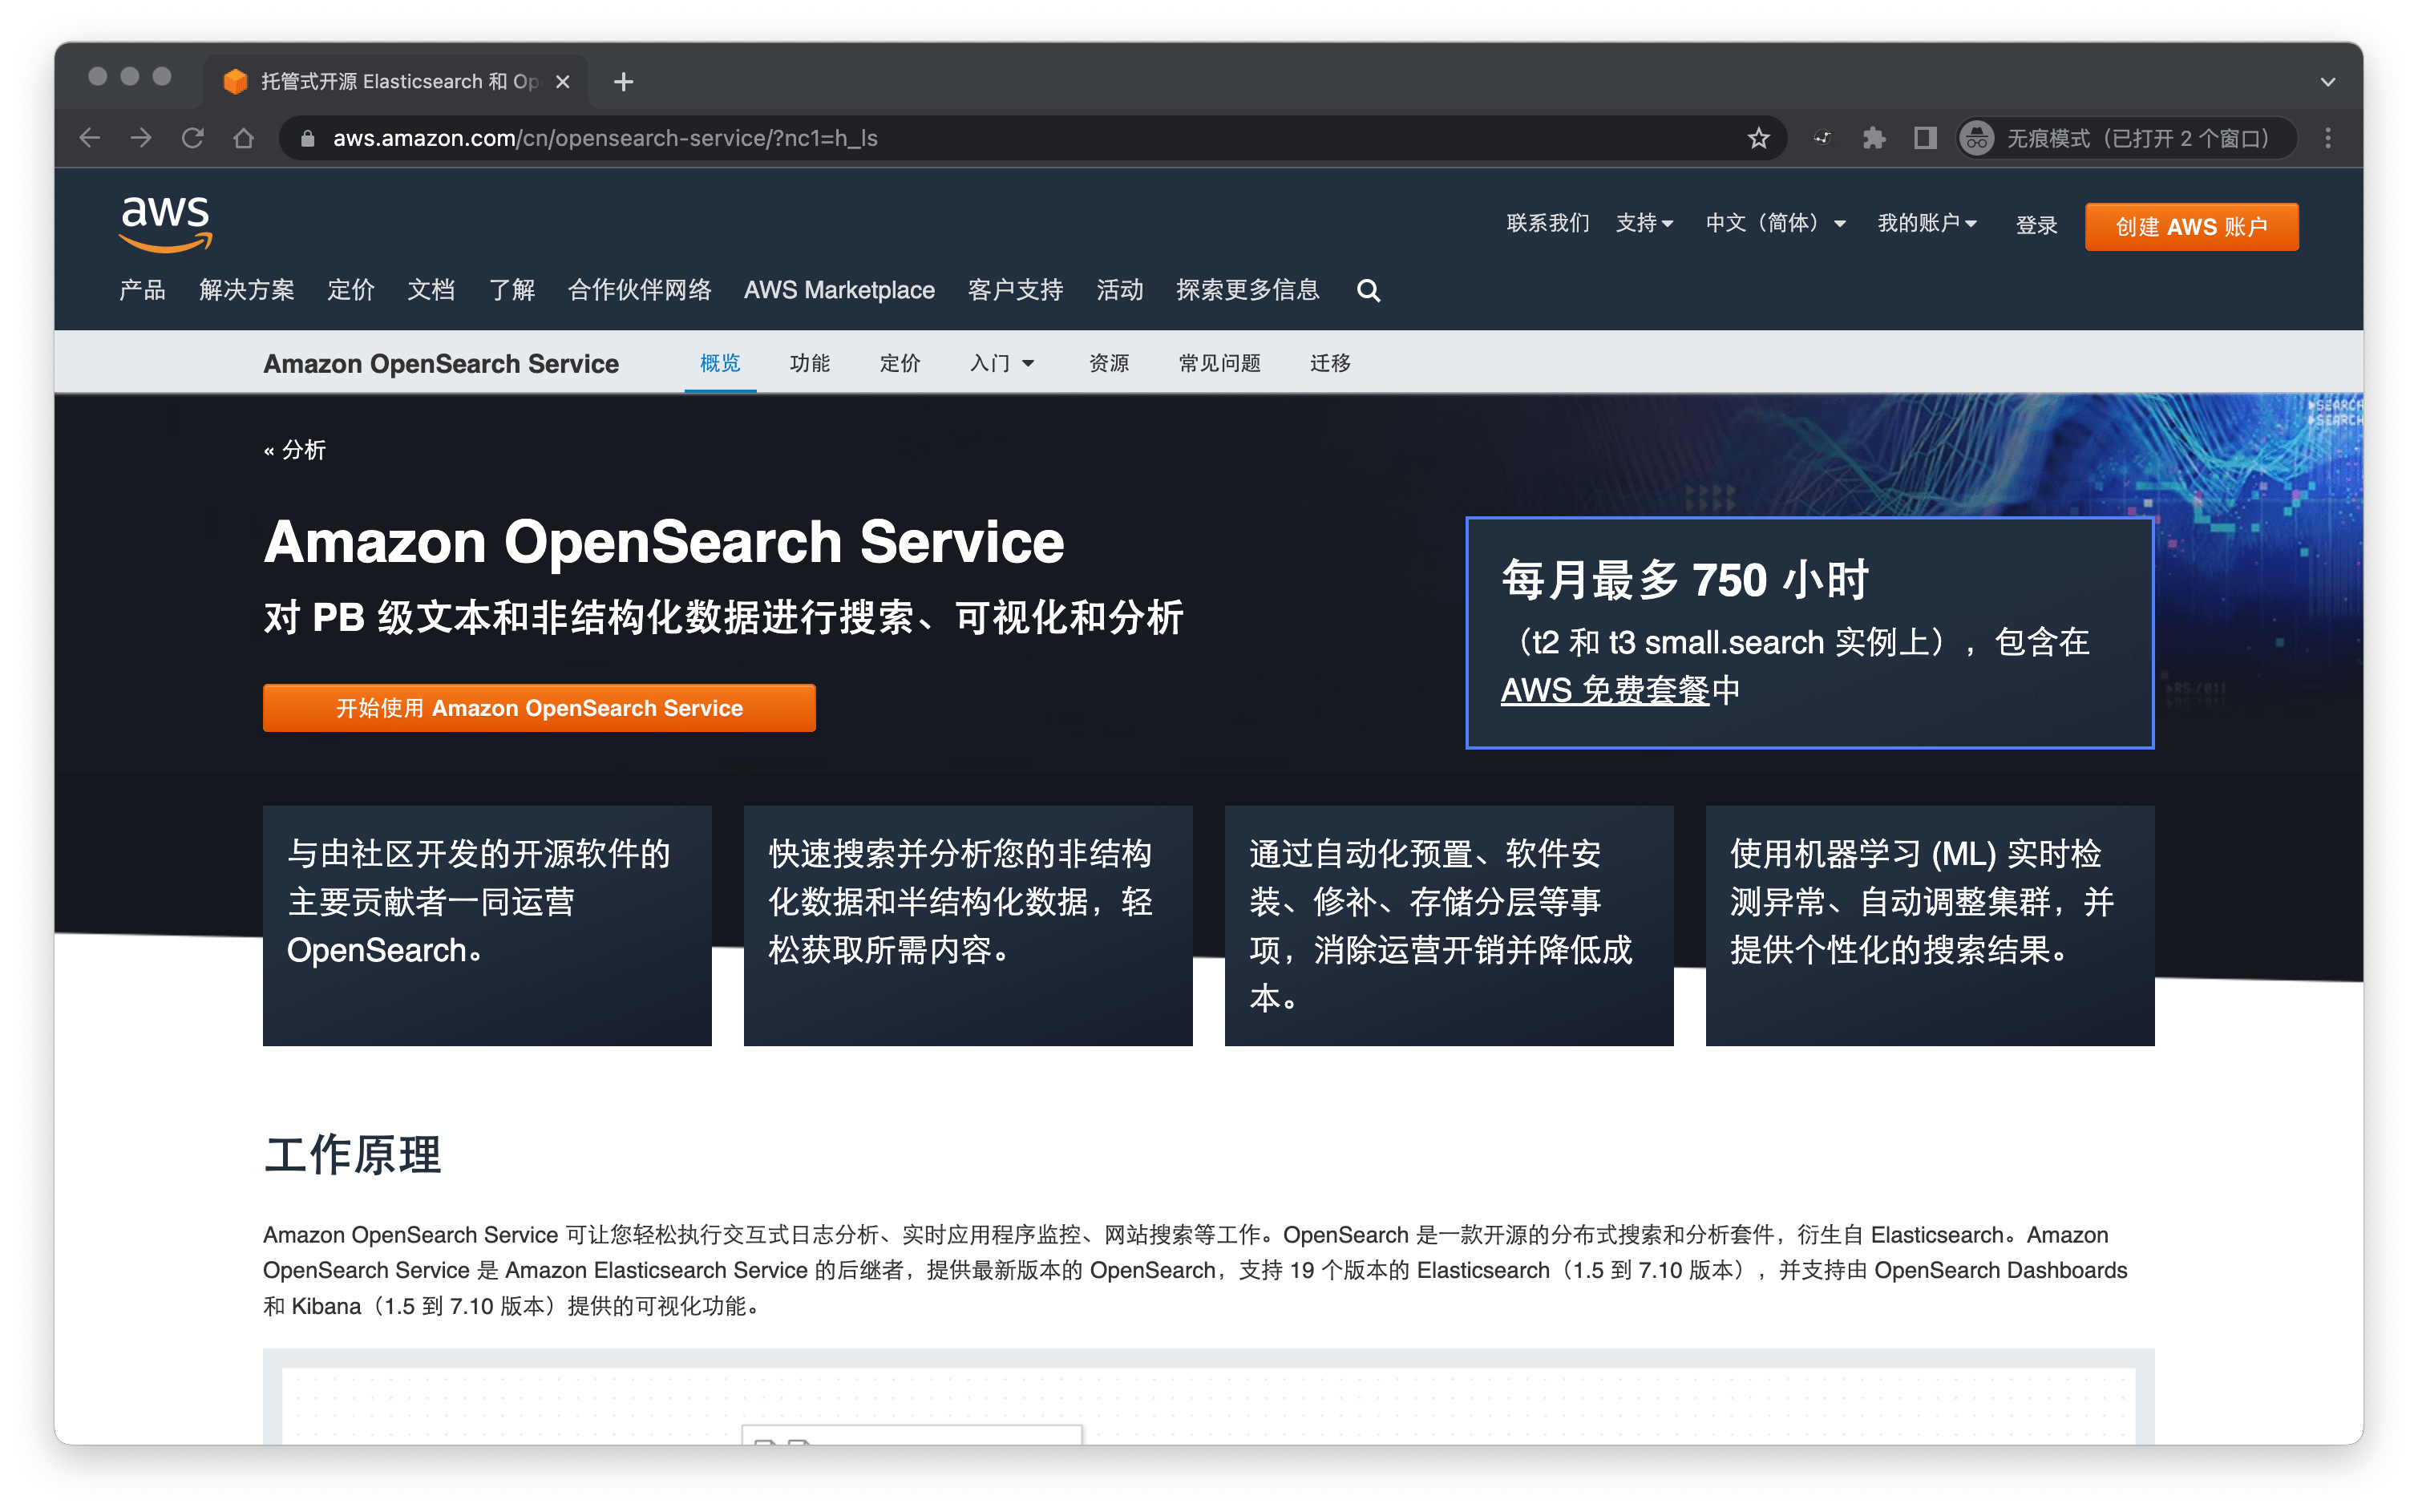 托管式开源 Elasticsearch 和 Op
aws.amazon.com/cn/opensearch-service/?nc1=h_ls
无痕模式（已打开 2 个窗口）
aws
联系我们 支持 中文（简体） 我的账户 登录 创建 AWS 账户
产品 解决方案 定价 文档 了解 合作伙伴网络 AWS Marketplace 客户支持 活动 探索更多信息
Amazon OpenSearch Service 概览 功能 定价 入门 资源 常见问题 迁移
SEARCH
SEARCH
« 分析
Amazon OpenSearch Service
对 PB 级文本和非结构化数据进行搜索、可视化和分析
开始使用 Amazon OpenSearch Service
每月最多 750 小时
（t2 和 t3 small.search 实例上），包含在
AWS 免费套餐中
与由社区开发的开源软件的
主要贡献者一同运营
OpenSearch。
快速搜索并分析您的非结构
化数据和半结构化数据，轻
松获取所需内容。
通过自动化预置、软件安
装、修补、存储分层等事
项，消除运营开销并降低成
本。
使用机器学习 (ML) 实时检
测异常、自动调整集群，并
提供个性化的搜索结果。
工作原理
Amazon OpenSearch Service 可让您轻松执行交互式日志分析、实时应用程序监控、网站搜索等工作。OpenSearch 是一款开源的分布式搜索和分析套件，衍生自 Elasticsearch。Amazon
OpenSearch Service 是 Amazon Elasticsearch Service 的后继者，提供最新版本的 OpenSearch，支持 19 个版本的 Elasticsearch（1.5 到 7.10 版本），并支持由 OpenSearch Dashboards
和 Kibana（1.5 到 7.10 版本）提供的可视化功能。